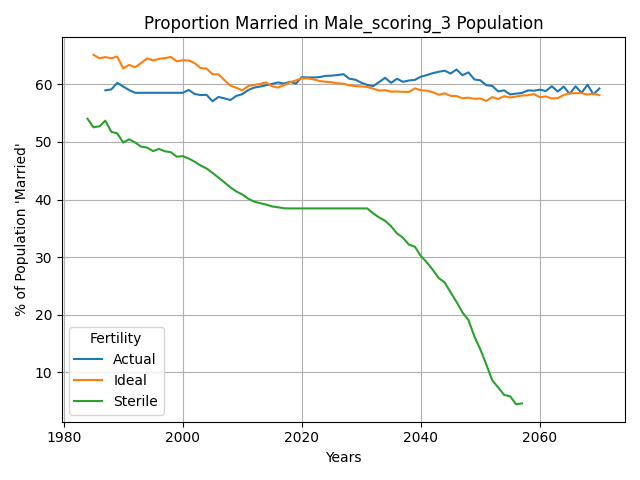 Proportion Married in Male_scoring_3 Population
% of Population 'Married'
60
50
40
30
20
10
Fertility
Actual
Ideal
Sterile
1980
2000
2020
2040
2060
Years